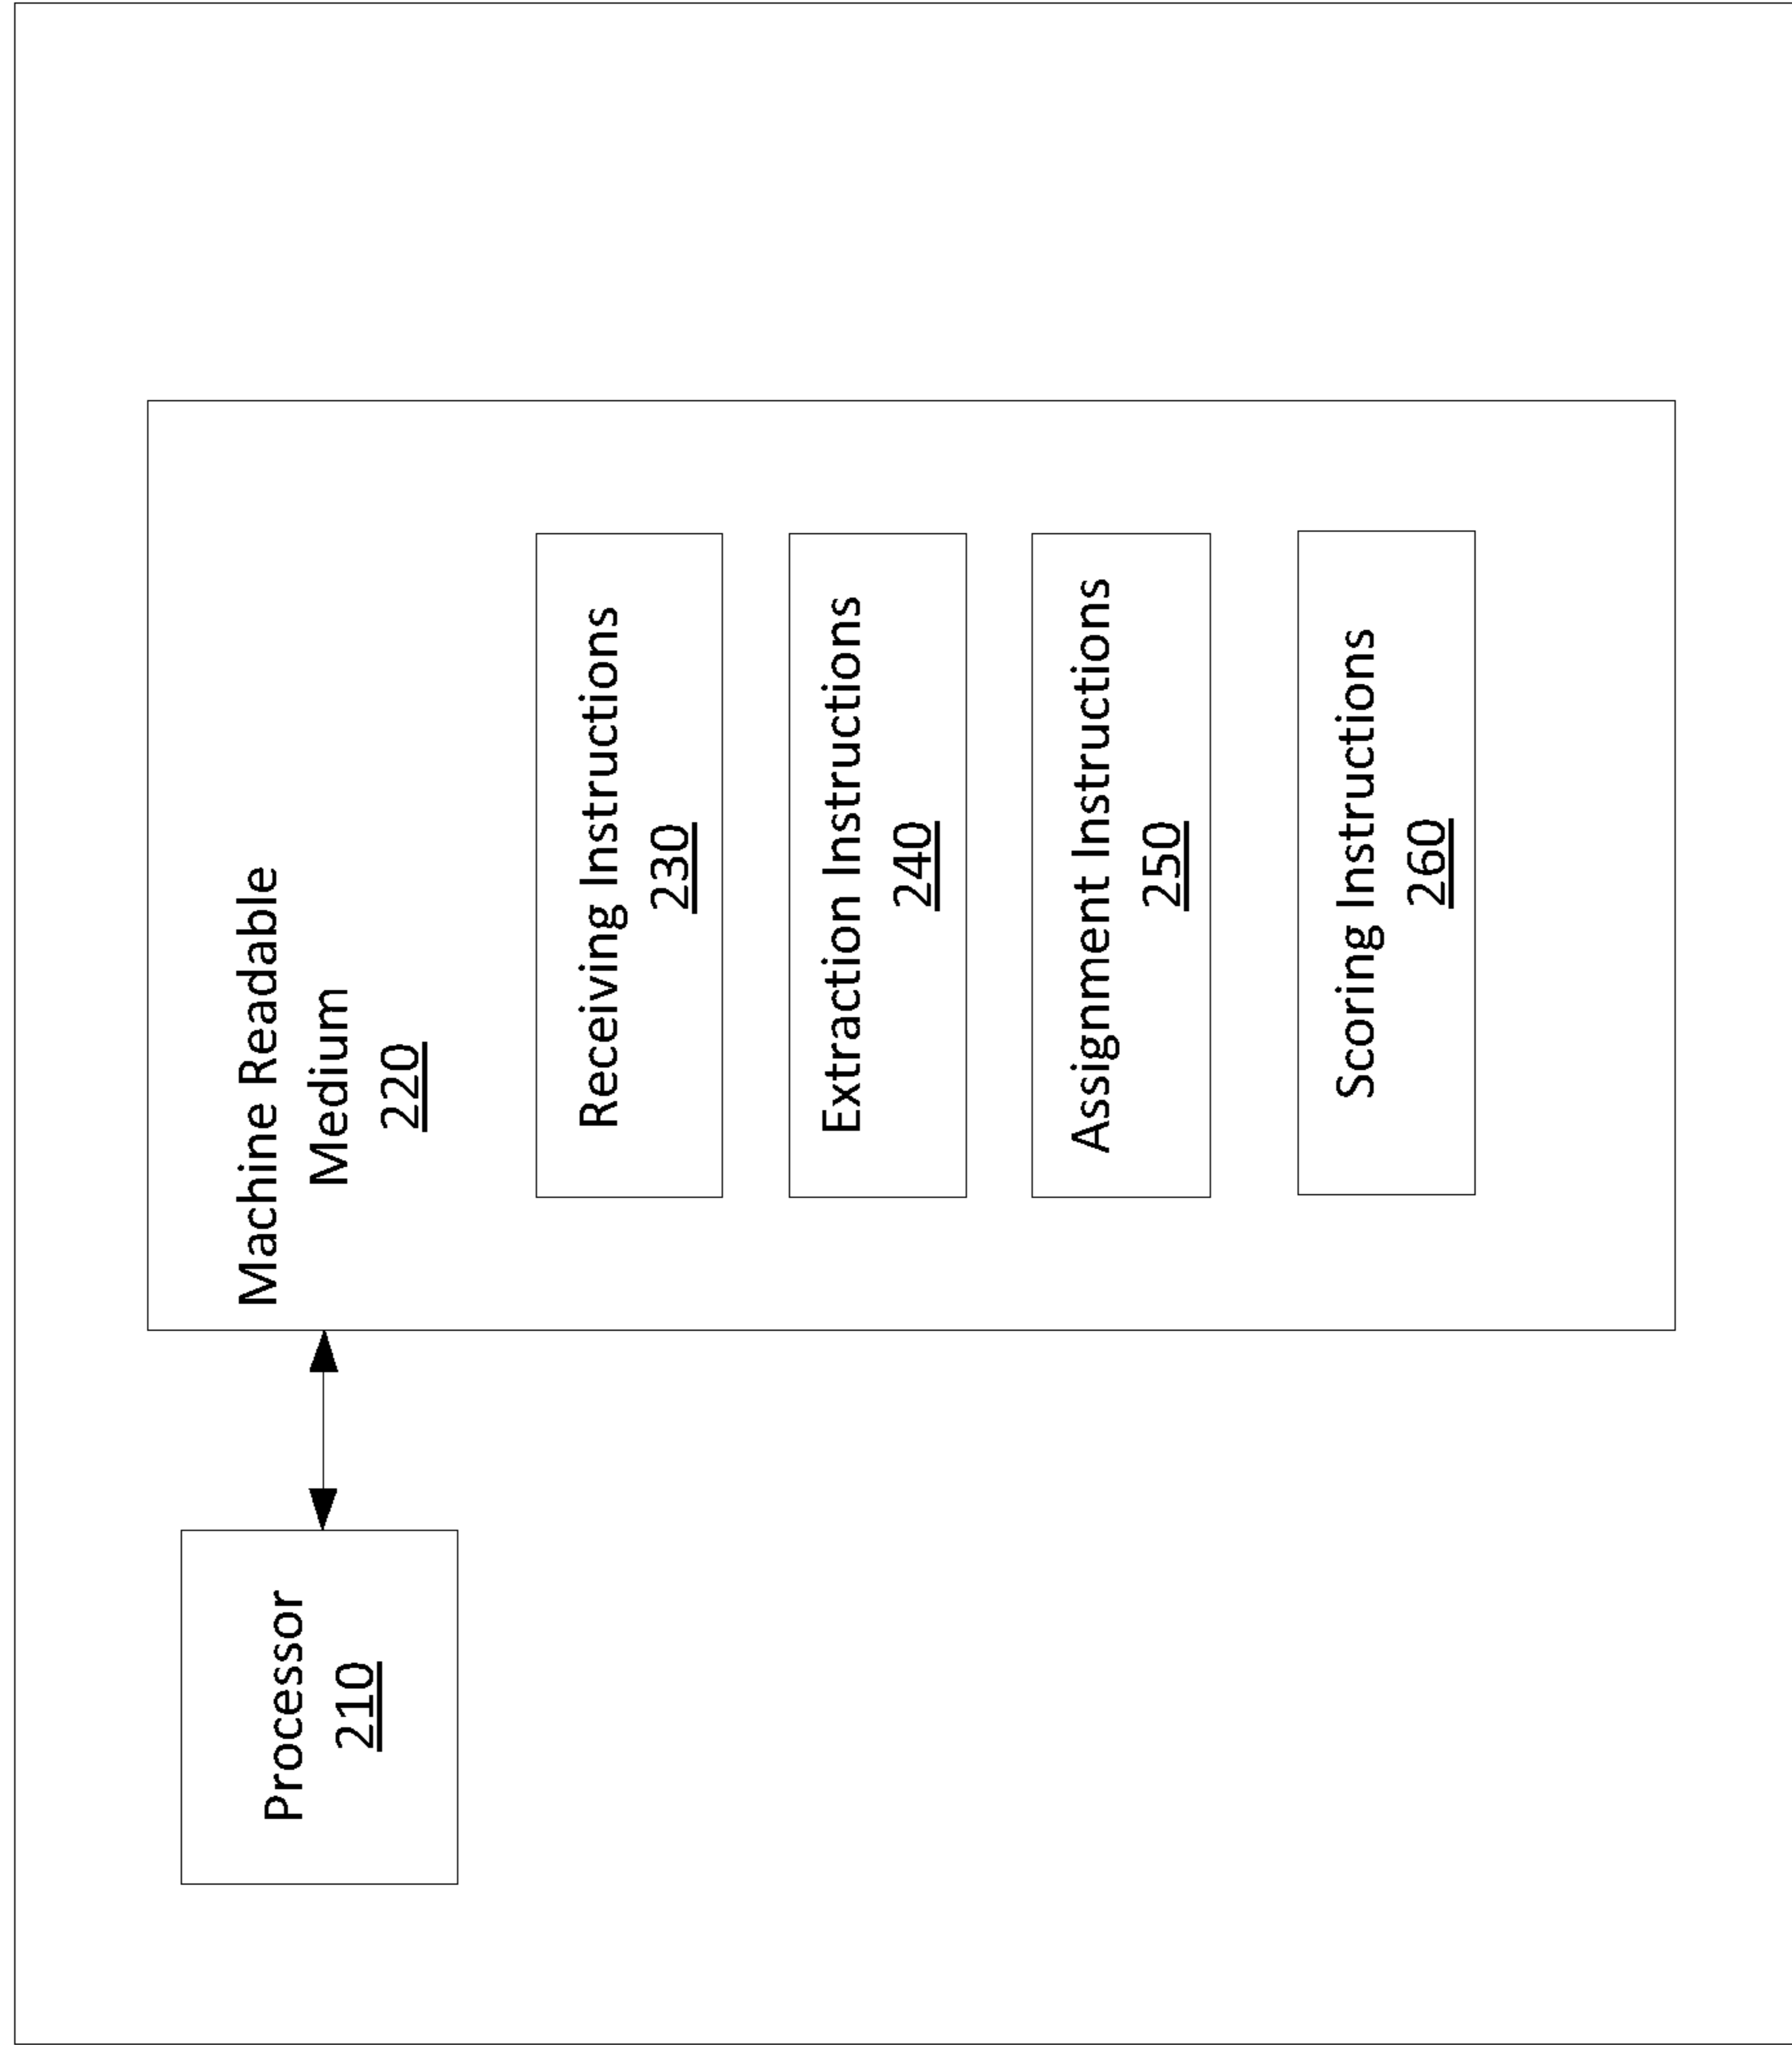 Processor
210
Machine Readable
Medium
220
Receiving Instructions
230
Extraction Instructions
240
Assignment Instructions
250
Scoring Instructions
260